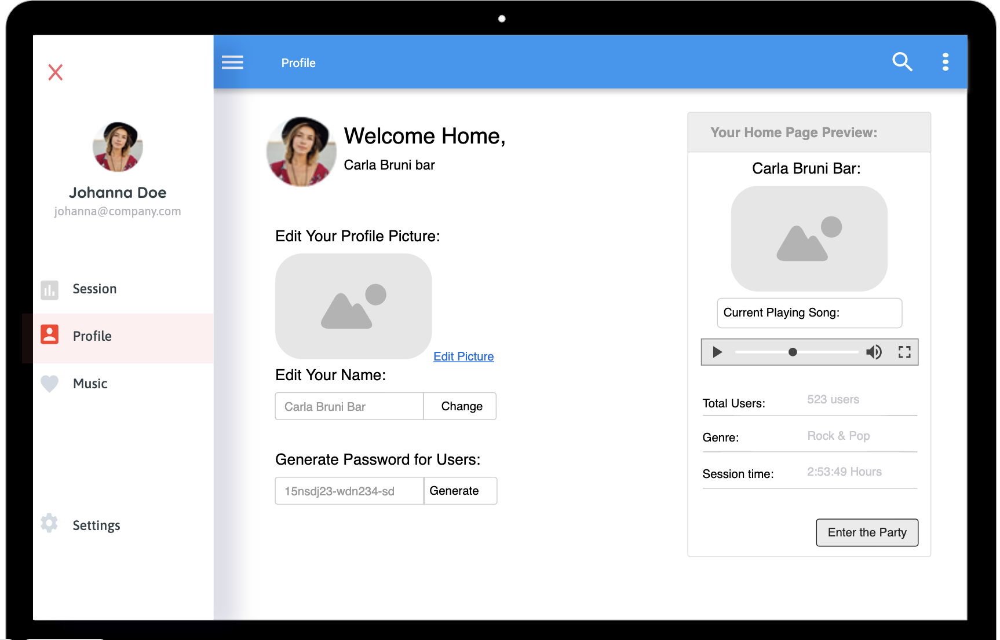 Profile
Johanna Doe
johanna@company.com
Session
Profile
Music
Settings
Welcome Home,
Carla Bruni bar
Edit Your Profile Picture:
Edit Picture
Edit Your Name:
Carla Bruni Bar Change
Generate Password for Users:
15nsdj23-wdn234-sd Generate
Your Home Page Preview:
Carla Bruni Bar:
Current Playing Song:
Total Users: 523 users
Genre: Rock & Pop
Session time: 2:53:49 Hours
Enter the Party